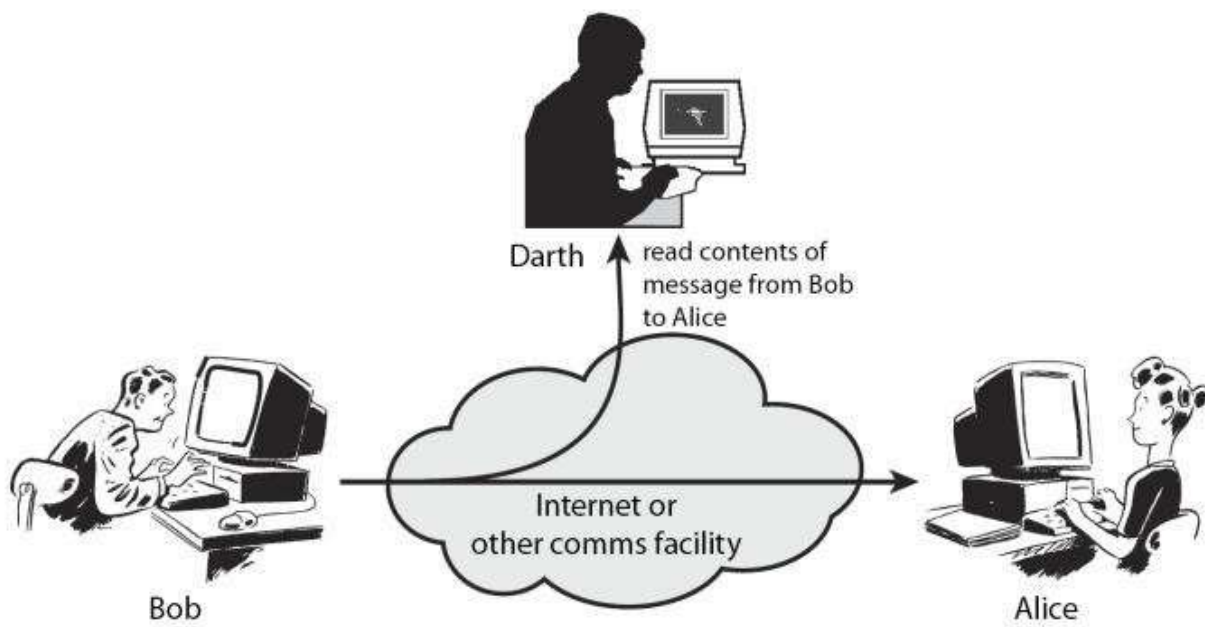 Darth
read contents of
message from Bob
to Alice
Internet or
other comms facility
Bob
Alice